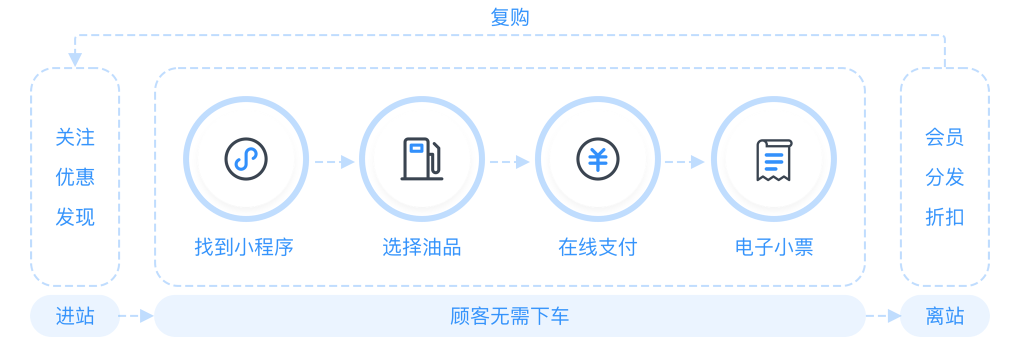 复购
关注
优惠
发现
找到小程序
选择油品
在线支付
电子小票
会员
分发
折扣
进站
顾客无需下车
离站